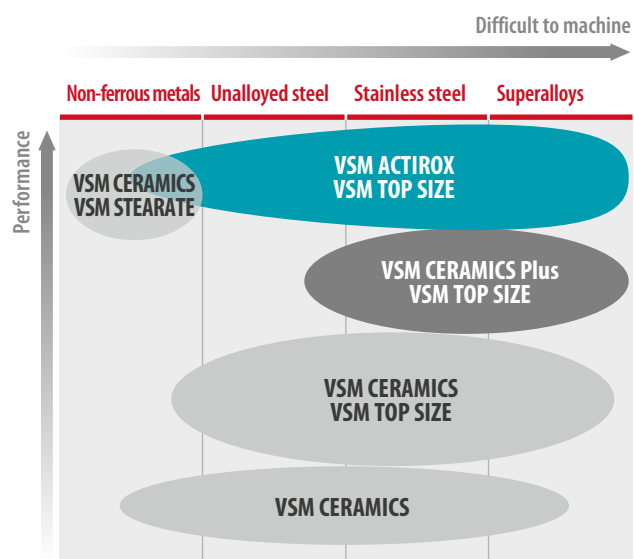 Difficult to machine
Non-ferrous metals
Unalloyed steel
Stainless steel
Superalloys
Performance
VSM CERAMICS
VSM STEARATE
VSM ACTIROX
VSM TOP SIZE
VSM CERAMICS Plus
VSM TOP SIZE
VSM CERAMICS
VSM TOP SIZE
VSM CERAMICS